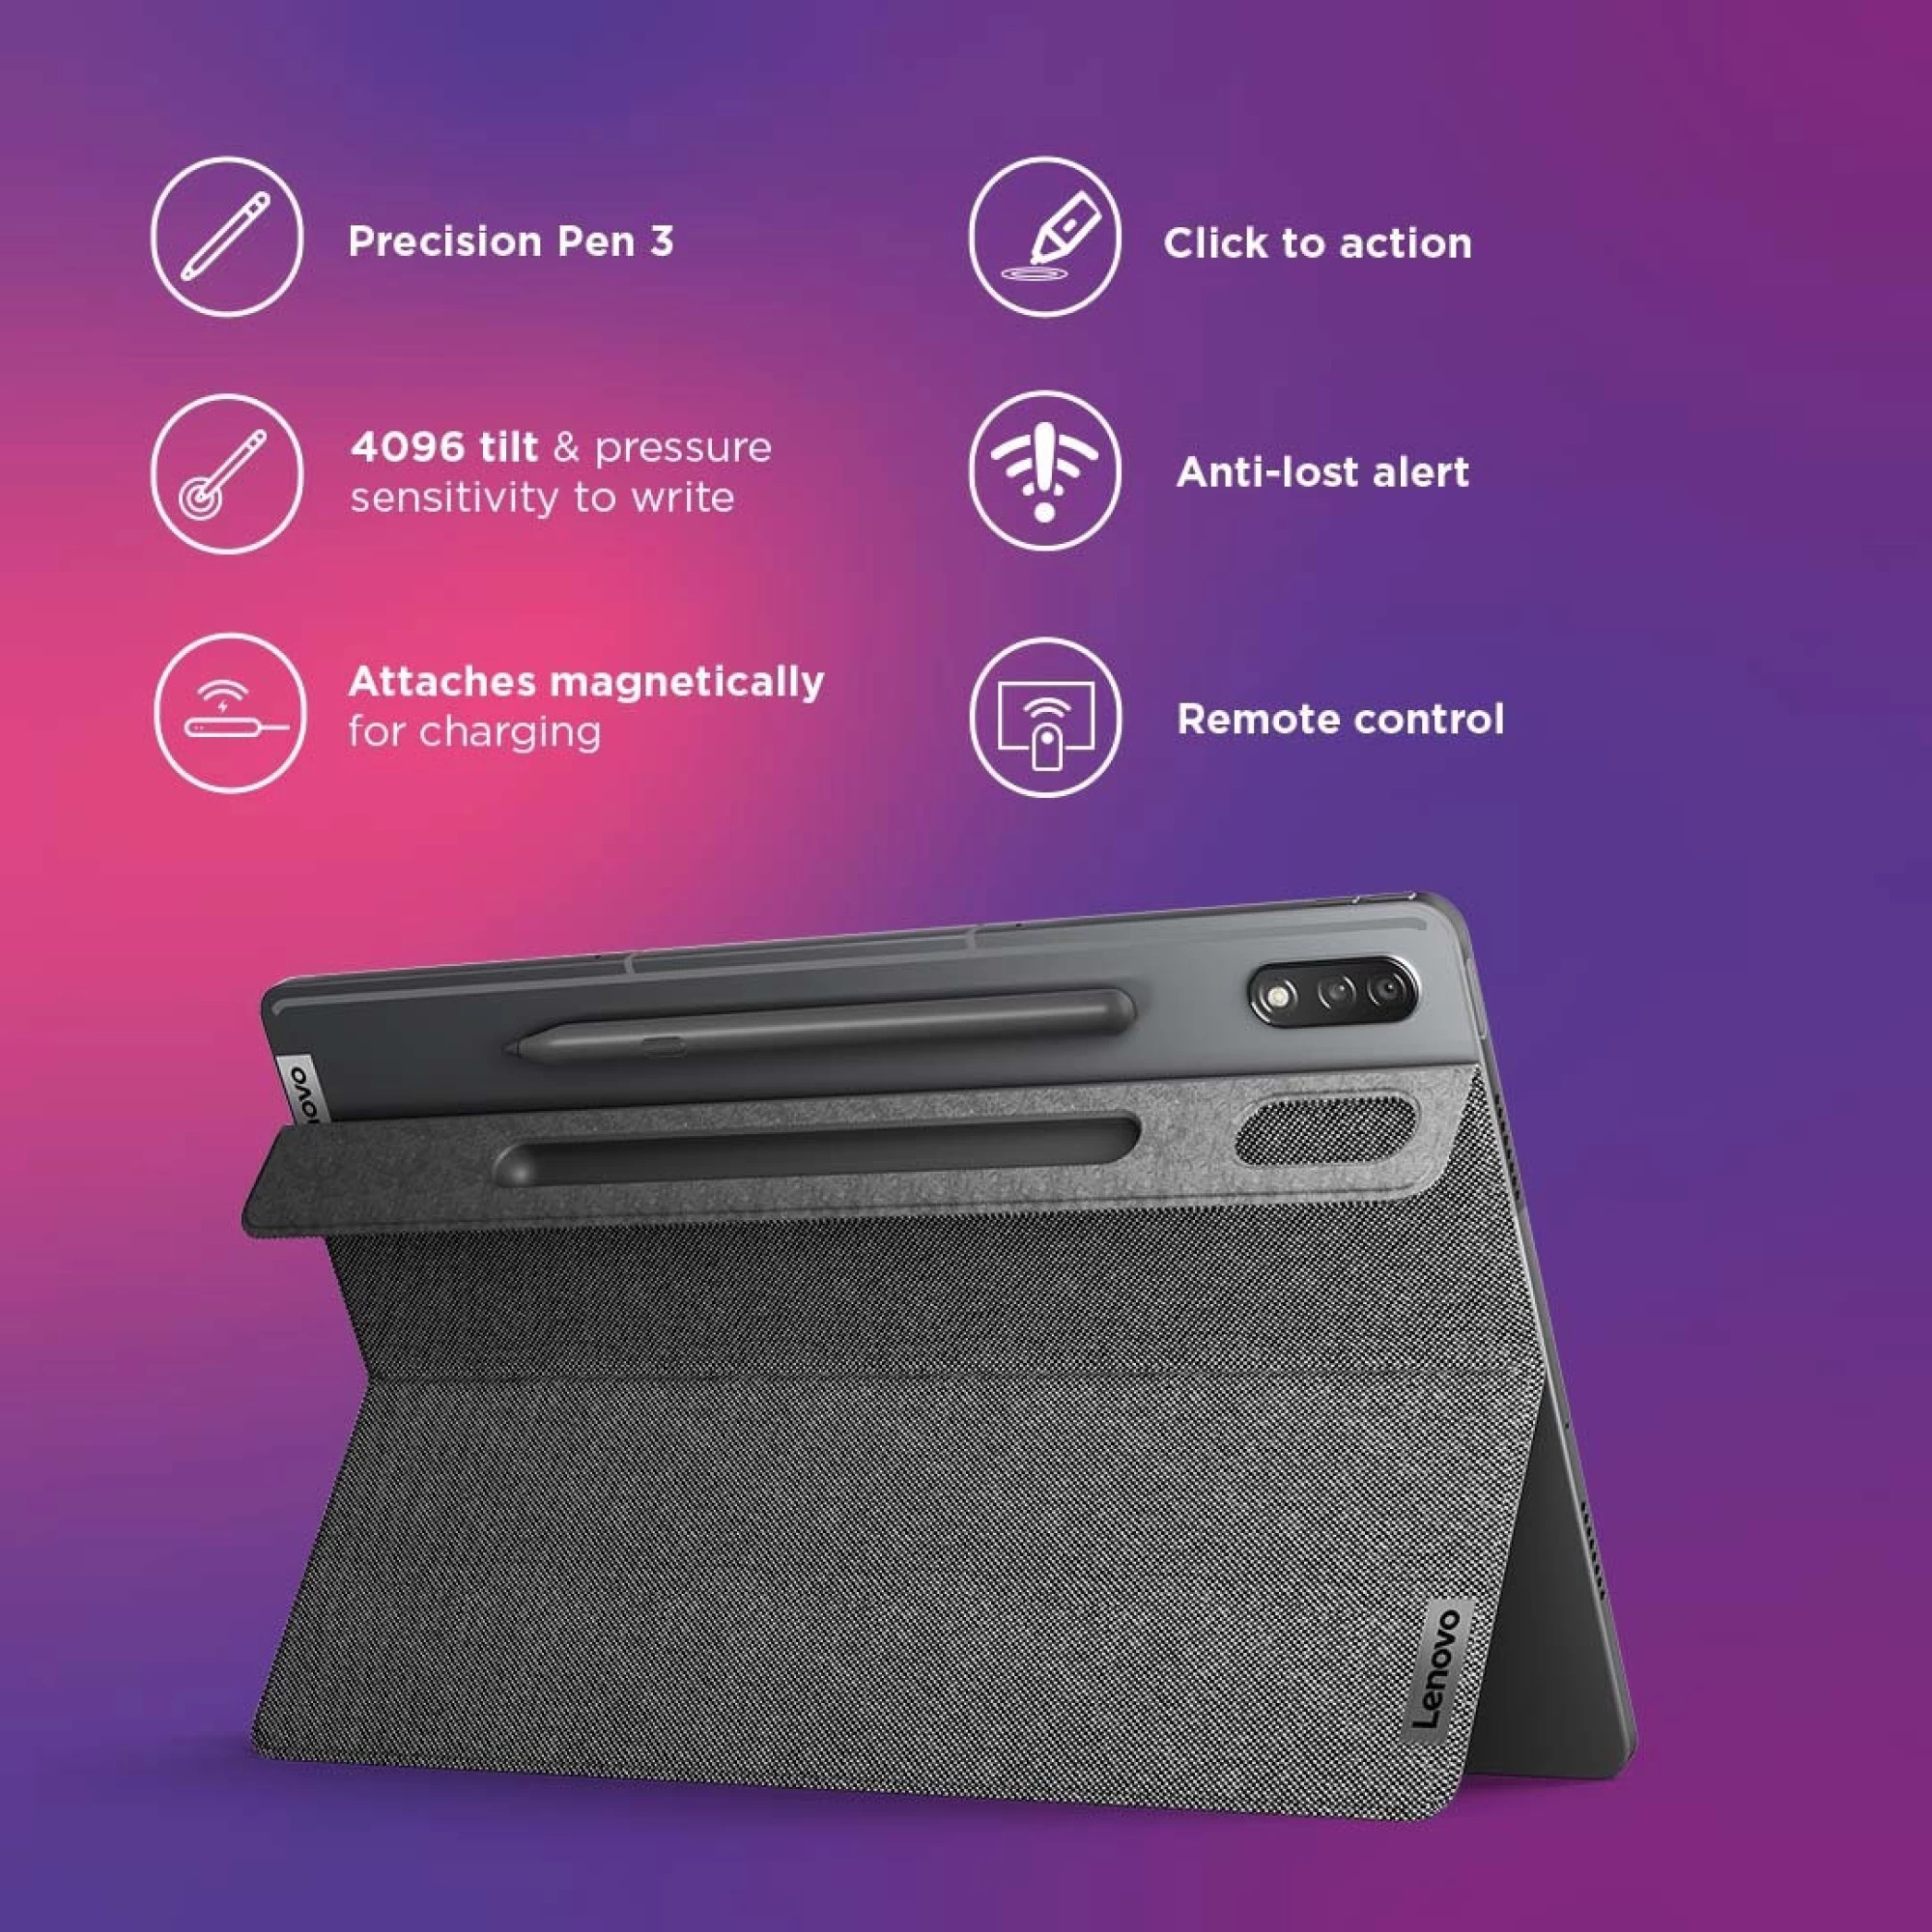 Precision Pen 3
4096 tilt & pressure
sensitivity to write
Attaches magnetically
for charging
Click to action
Anti-lost alert
Remote control
ovo
Lenovo